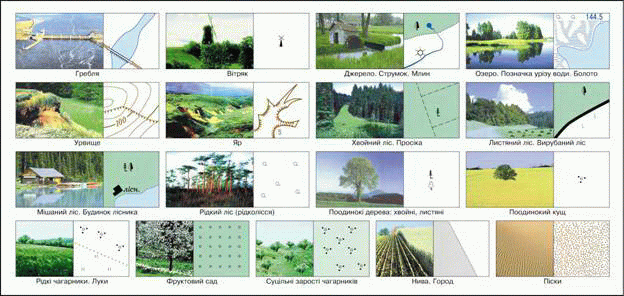 144.5
Гребля
Вітряк
Джерело. Струмок. Млин
Озеро. Позначка урізу води. Болото
100
5
Урвище
Яр
Хвойний ліс. Просіка
Листяний ліс. Вирубаний ліс
лісн.
Мішаний ліс. Будинок лісника
Рідкий ліс (рідколісся)
Поодинокі дерева: хвойні, листяні
Поодинокий кущ
Рідкі чагарники. Луки
Фруктовий сад
Суцільні зарості чагарників
Нива. Город
Піски